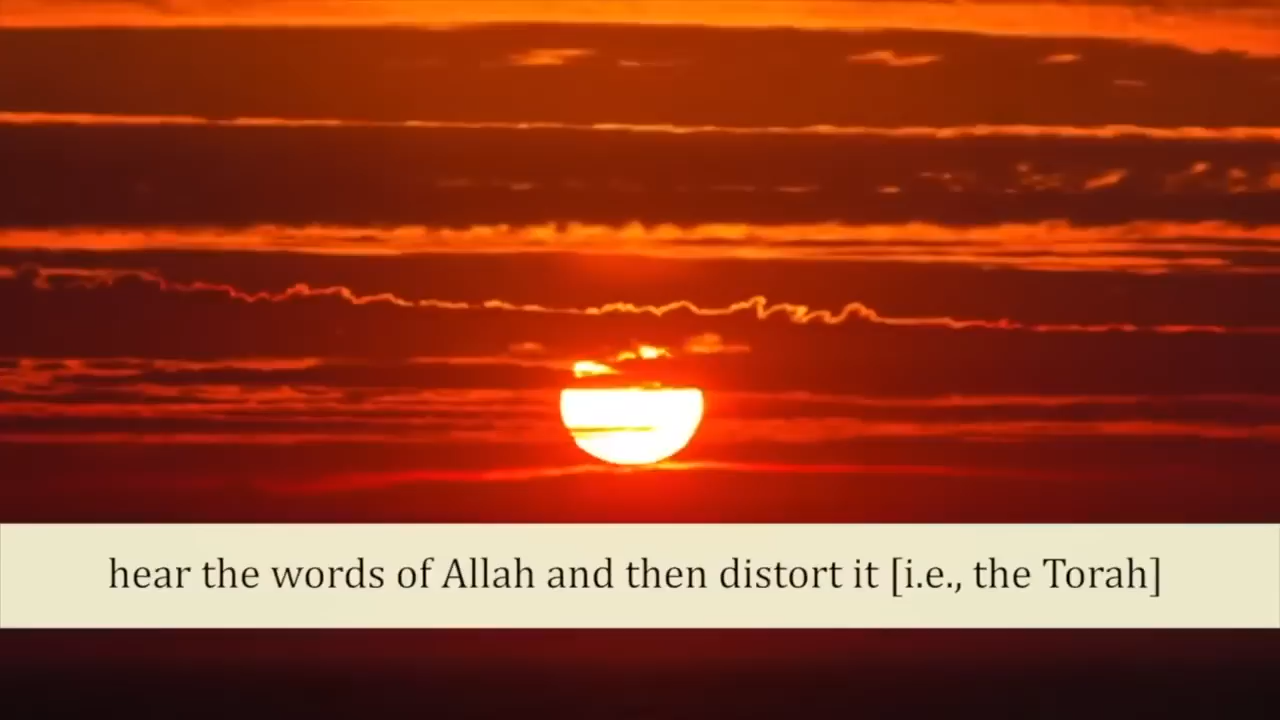 hear the words of Allah and then distort it [i.e., the Torah]